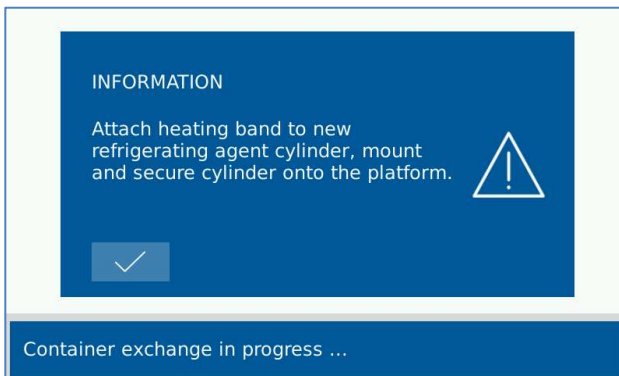 INFORMATION
Attach heating band to new
refrigerating agent cylinder, mount
and secure cylinder onto the platform.
Container exchange in progress ...